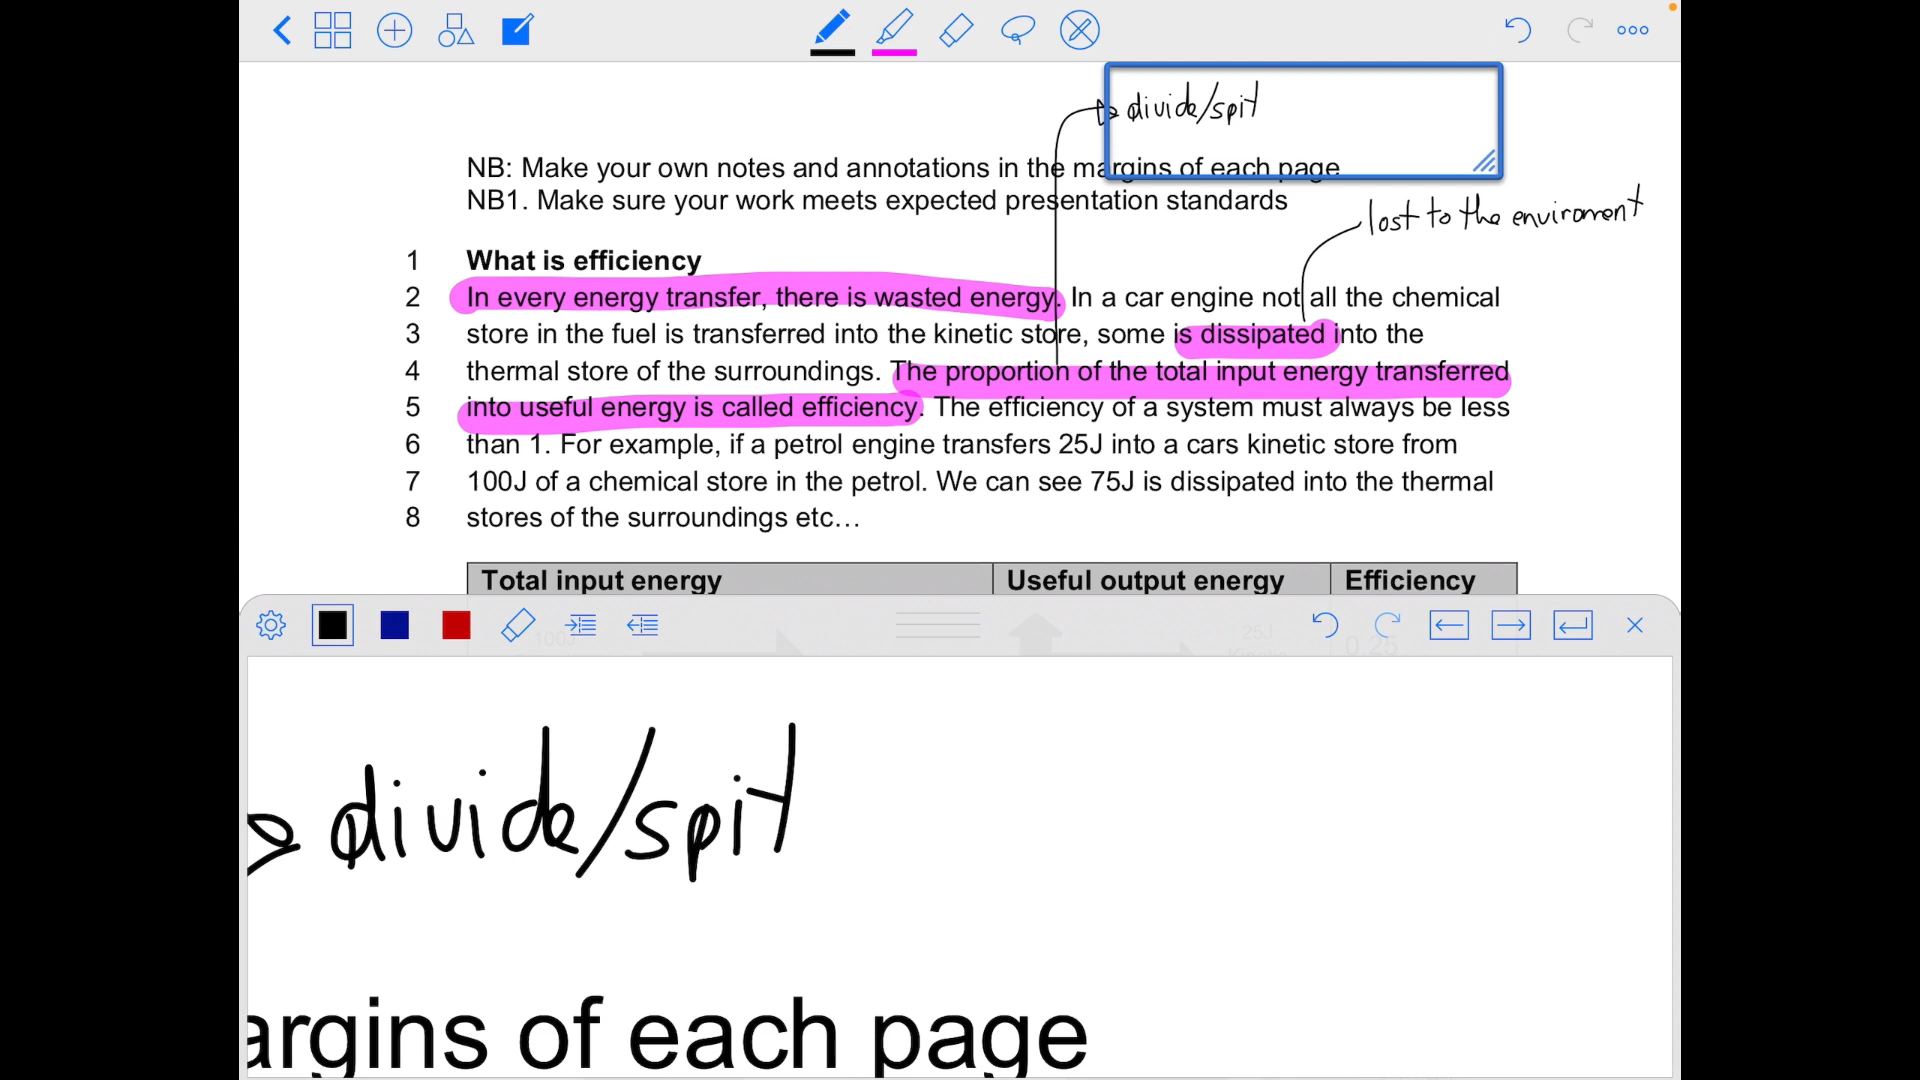 divide/spit
NB: Make your own notes and annotations in the margins of each page
NB1. Make sure your work meets expected presentation standards
lost to the enviroment
1 What is efficiency
2 In every energy transfer, there is wasted energy. In a car engine not all the chemical
3 store in the fuel is transferred into the kinetic store, some is dissipated into the
4 thermal store of the surroundings. The proportion of the total input energy transferred
5 into useful energy is called efficiency. The efficiency of a system must always be less
6 than 1. For example, if a petrol engine transfers 25J into a cars kinetic store from
7 100J of a chemical store in the petrol. We can see 75J is dissipated into the thermal
8 stores of the surroundings etc…
Total input energy Useful output energy Efficiency
100J 25J 0.25
Kinetic
divide/spit
argins of each page